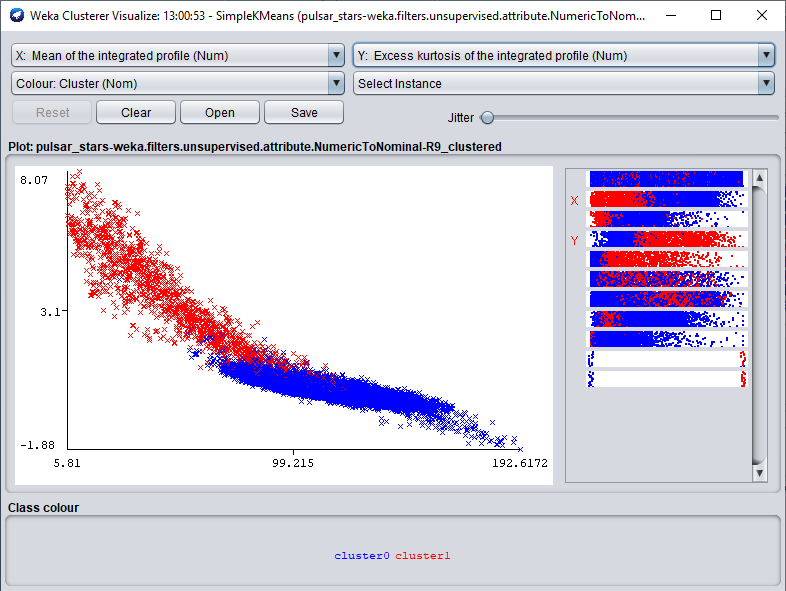 Weka Clusterer Visualize: 13:00:53 - SimpleKMeans (pulsar_stars-weka.filters.unsupervised.attribute.NumericToNom...
X: Mean of the integrated profile (Num)
Y: Excess kurtosis of the integrated profile (Num)
Colour: Cluster (Nom)
Select Instance
Reset
Clear
Open
Save
Jitter
Plot: pulsar_stars-weka.filters.unsupervised.attribute.NumericToNominal-R9_clustered
8.07
3.1
-1.88
5.81
99.215
192.6172
X
Y
Class colour
cluster0 cluster1